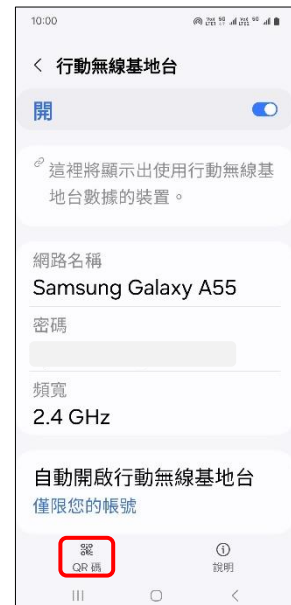 10:00
行動無線基地台
開
這裡將顯示出使用行動無線基
地台數據的裝置。
網路名稱
Samsung Galaxy A55
密碼
頻寬
2.4 GHz
自動開啟行動無線基地台
僅限您的帳號
QR 碼
說明